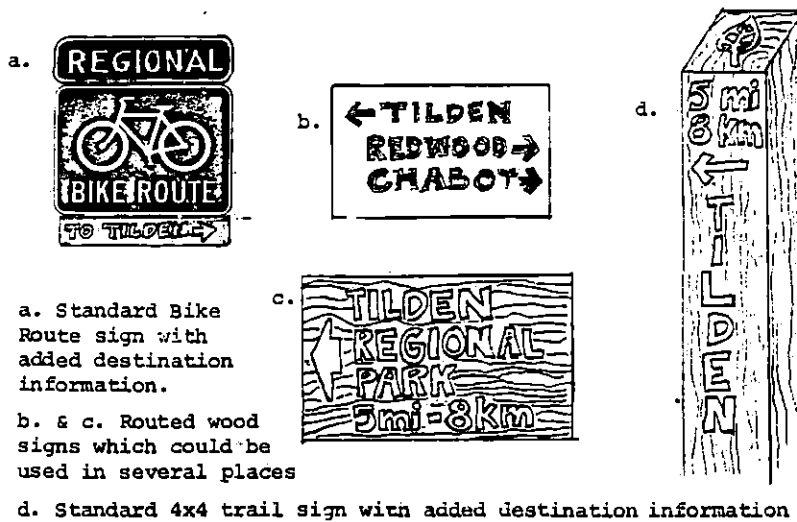 a.
REGIONAL
BIKE ROUTE
TO TILDEN→
b.
←TILDEN
REDWOOD→
CHABOT→
c.
TILDEN
REGIONAL
PARK
5mi-8km
d.
5 mi
8 km
←
TILDEN
a. Standard Bike
Route sign with
added destination
information.
b. & c. Routed wood
signs which could be
used in several places
d. Standard 4x4 trail sign with added destination information